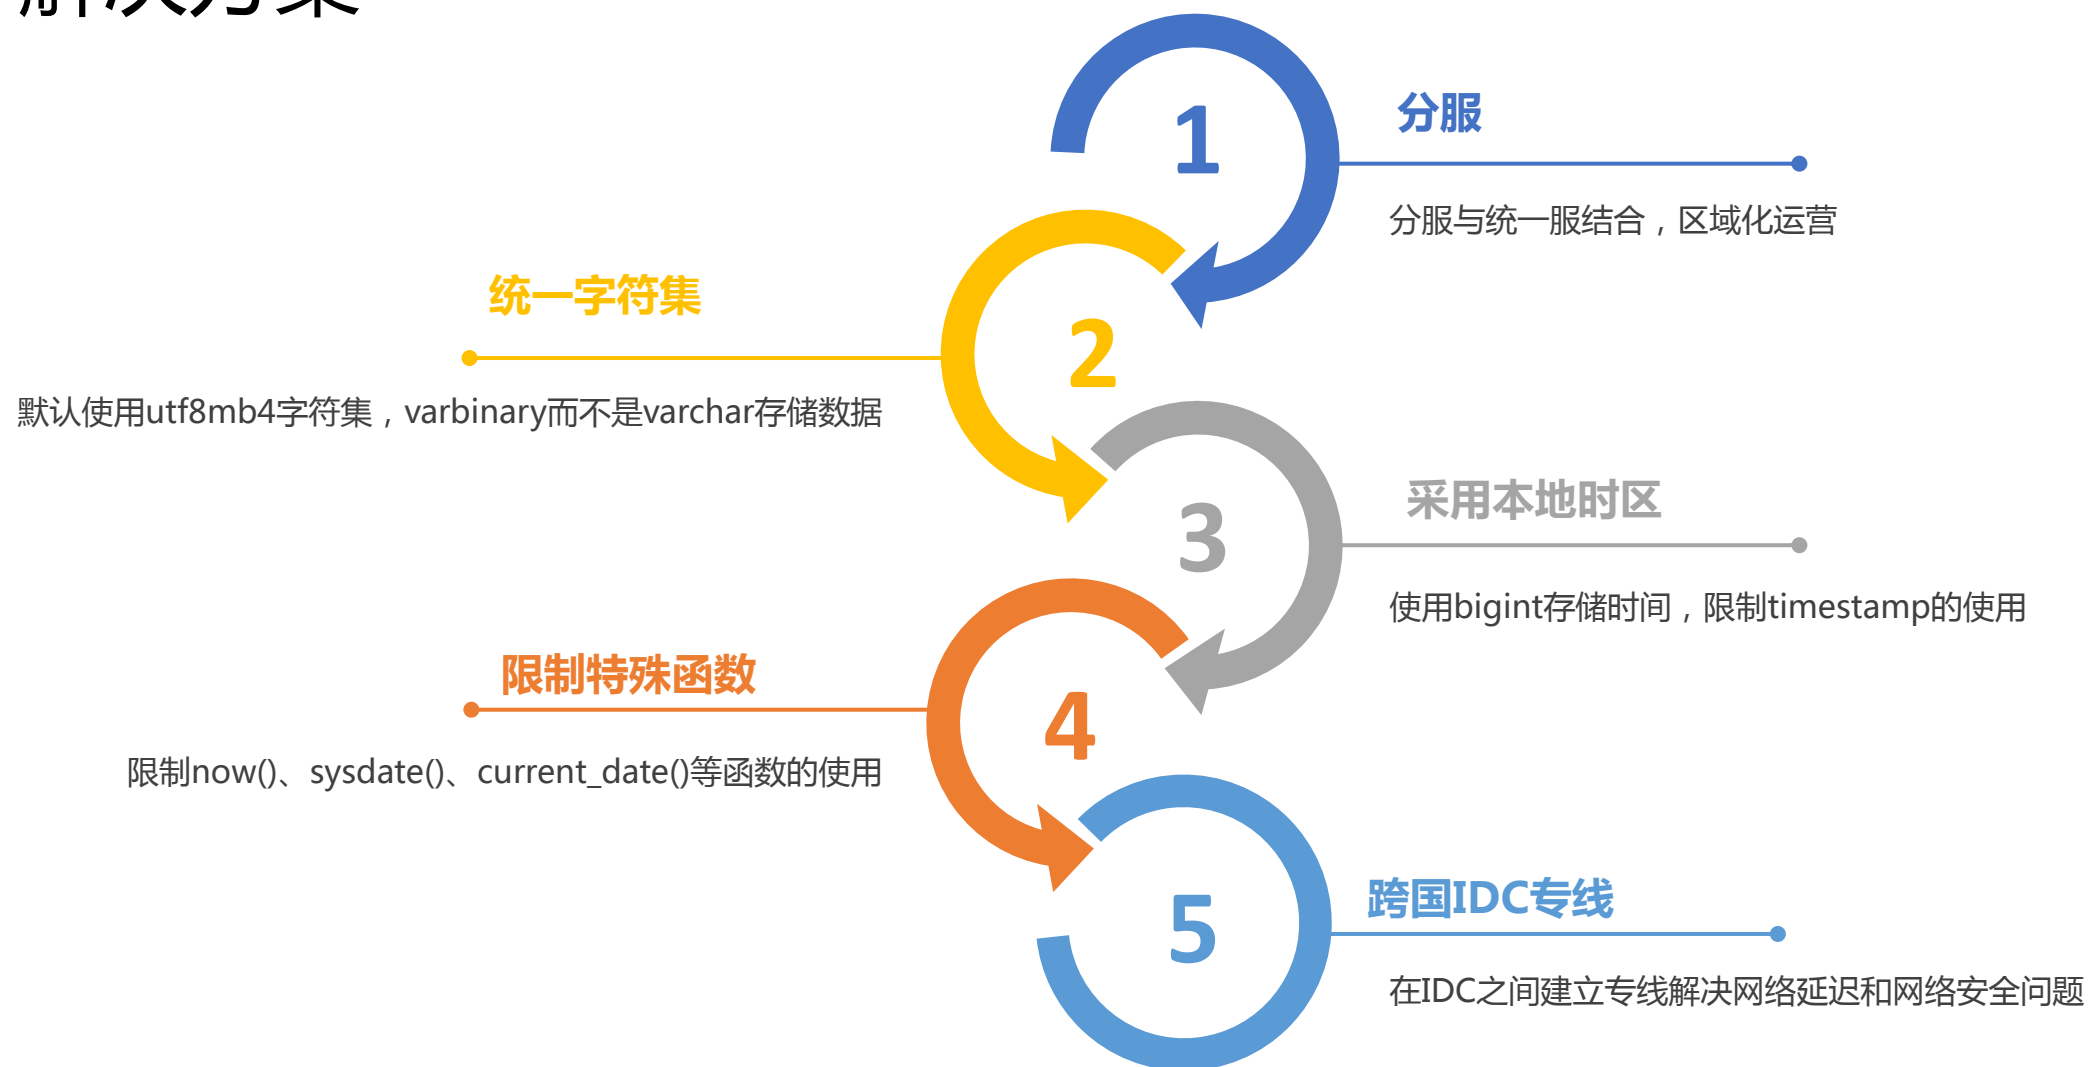 解决方案
1
分服
分服与统一服结合，区域化运营
2
统一字符集
默认使用utf8mb4字符集，varbinary而不是varchar存储数据
3
采用本地时区
使用bigint存储时间，限制timestamp的使用
4
限制特殊函数
限制now()、sysdate()、current_date()等函数的使用
5
跨国IDC专线
在IDC之间建立专线解决网络延迟和网络安全问题